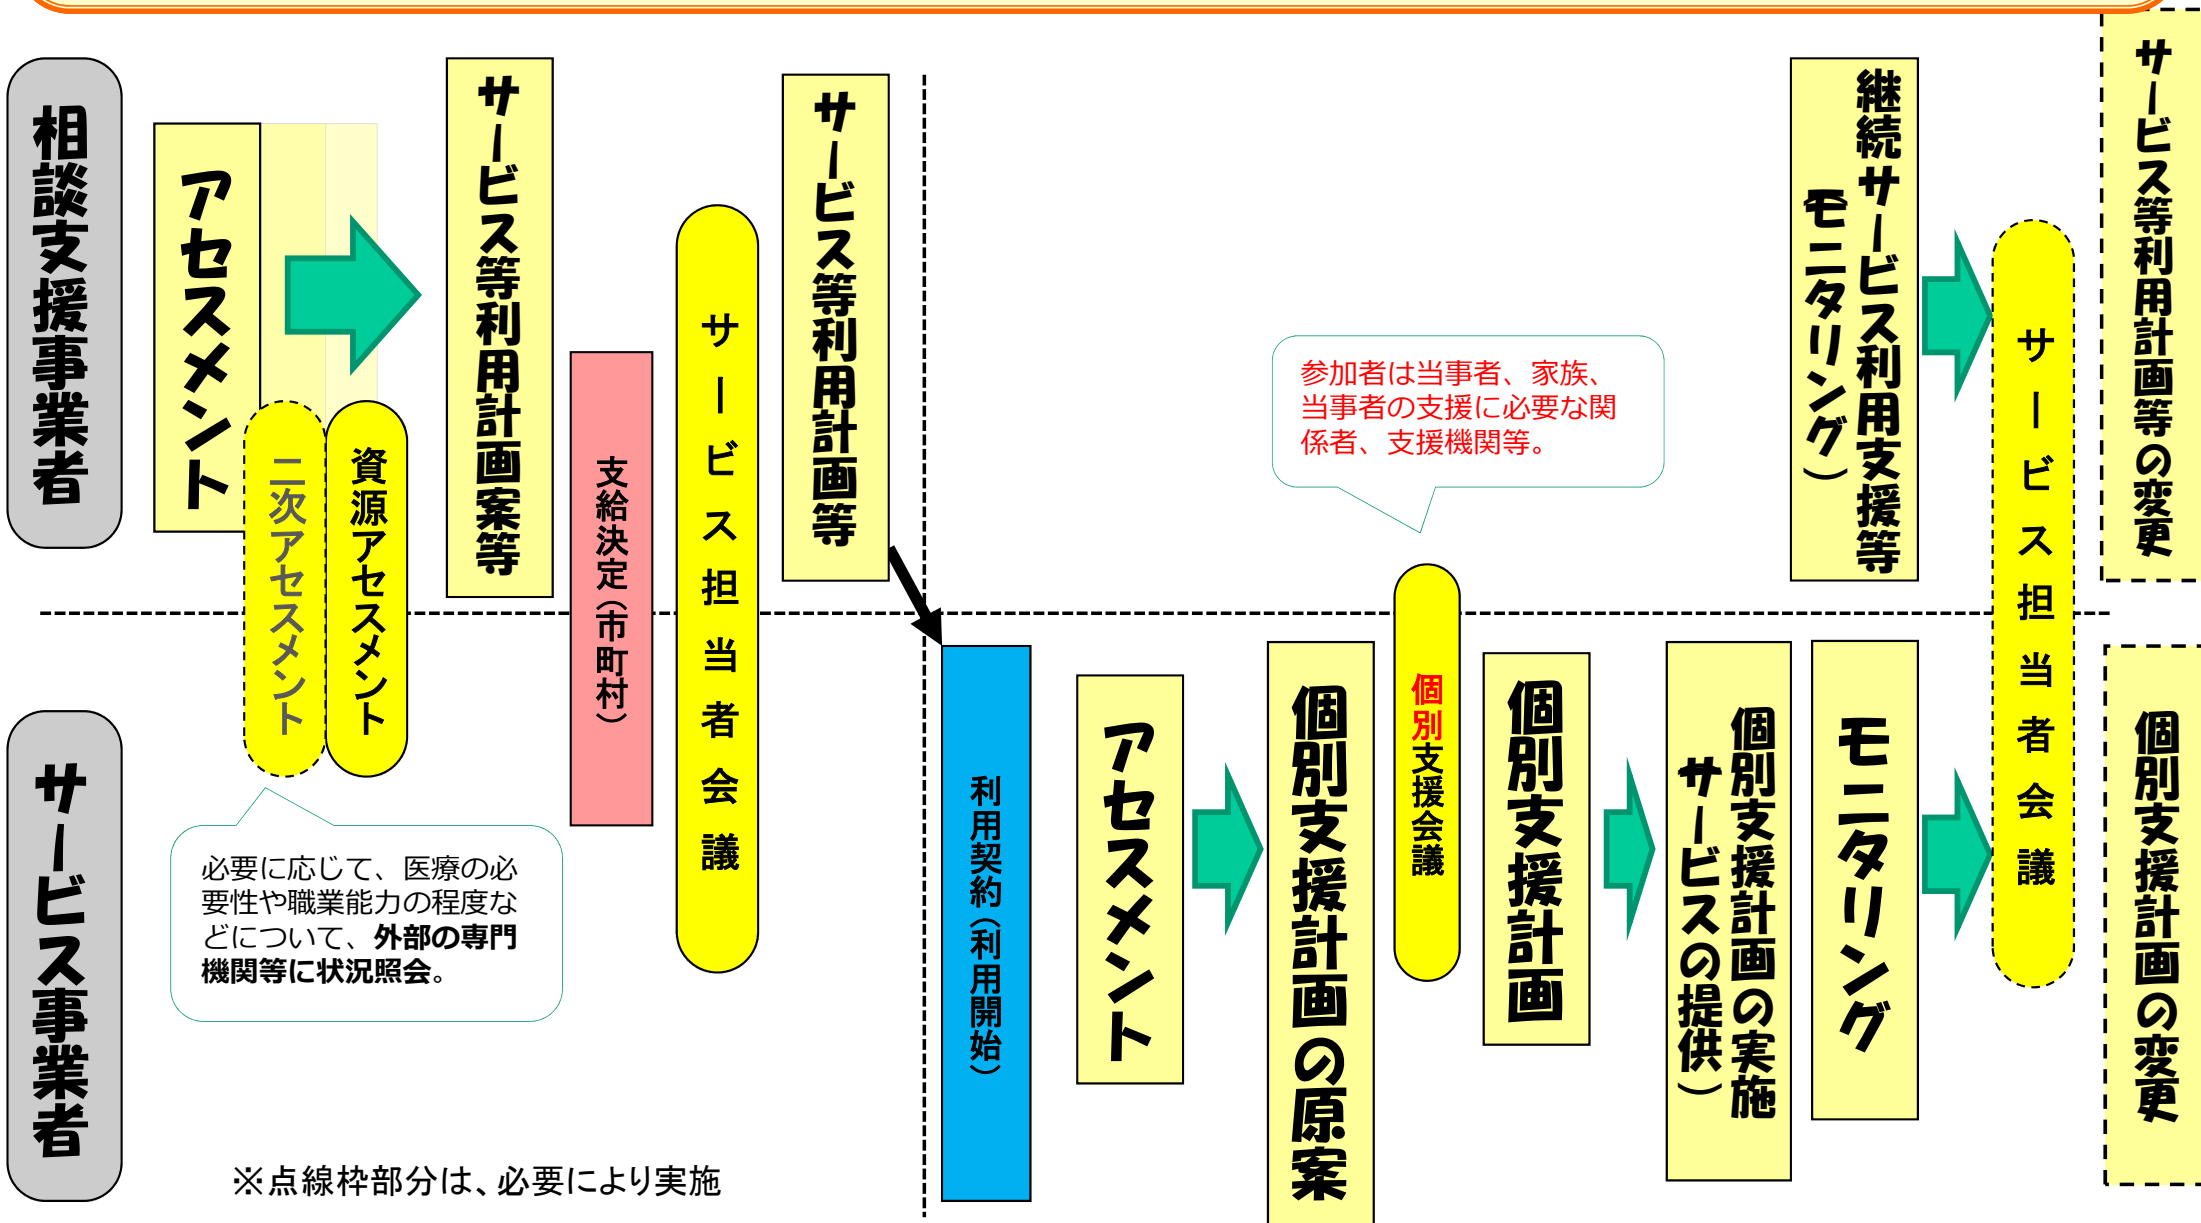 相談支援事業者
アセスメント
二次アセスメント
資源アセスメント
サービス等利用計画案等
支給決定（市町村）
サービス担当者会議
サービス等利用計画等
継続サービス利用支援等
モニタリング）
サービス担当者会議
サービス等利用計画等の変更
参加者は当事者、家族、
当事者の支援に必要な関
係者、支援機関等。
サービス事業者
必要に応じて、医療の必
要性や職業能力の程度な
どについて、外部の専門
機関等に状況照会。
利用契約（利用開始）
アセスメント
個別支援計画の原案
個別支援会議
個別支援計画
個別支援計画の実施
サービスの提供）
モニタリング
個別支援計画の変更
※点線枠部分は、必要により実施